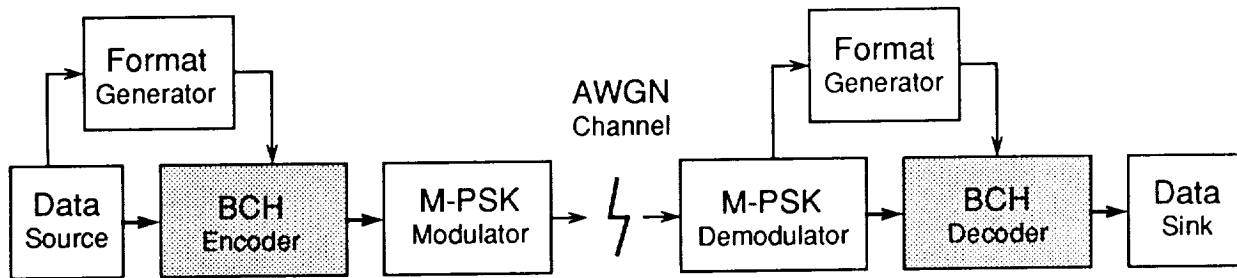 Format
Generator
Data
Source
BCH
Encoder
M-PSK
Modulator
AWGN
Channel
M-PSK
Demodulator
Format
Generator
BCH
Decoder
Data
Sink